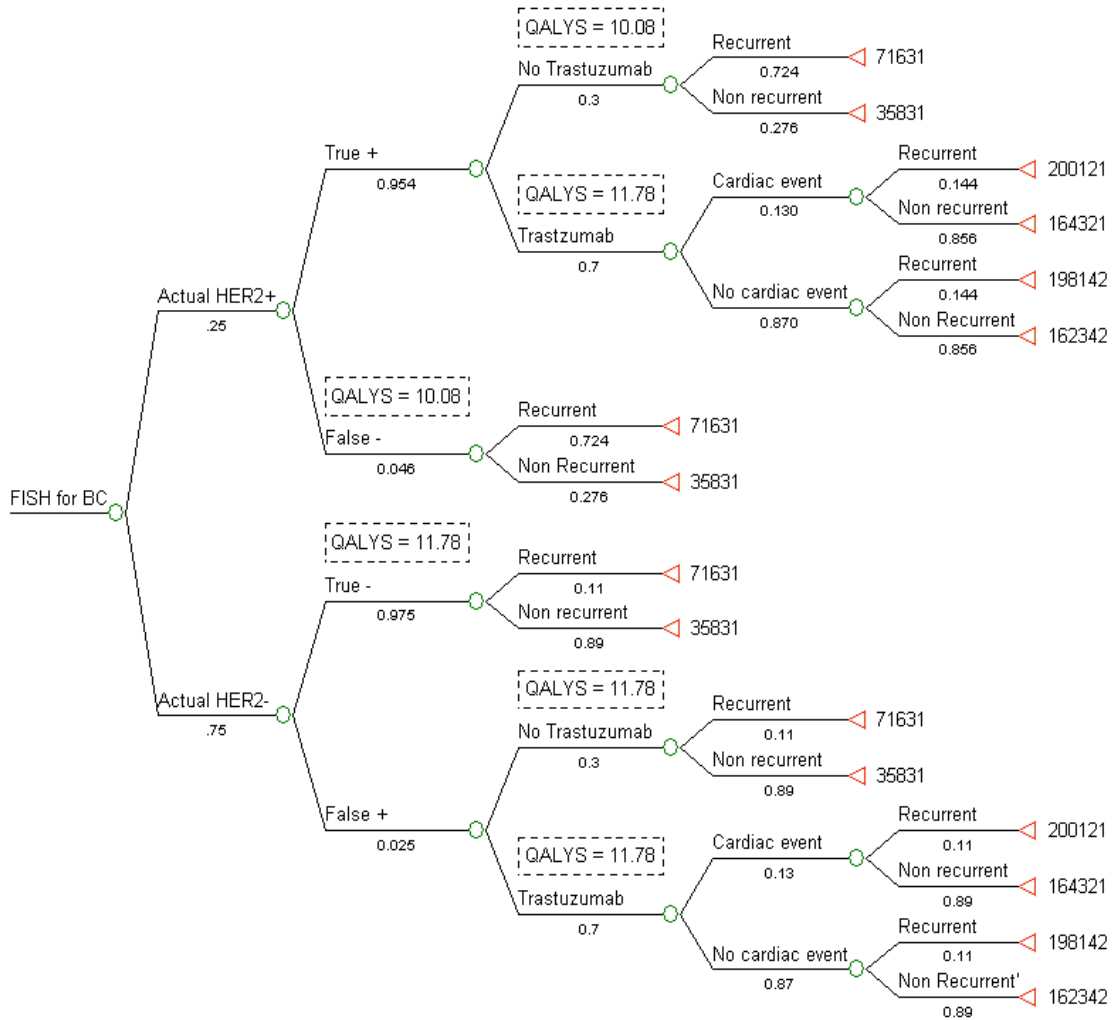 QALYS = 10.08
No Trastuzumab
0.3
Recurrent
0.724
71631
Non recurrent
0.276
35831
True +
0.954
QALYS = 11.78
Trastzumab
0.7
Cardiac event
0.130
Recurrent
0.144
200121
Non recurrent
0.856
164321
No cardiac event
0.870
Recurrent
0.144
198142
Non Recurrent
0.856
162342
Actual HER2+
.25
QALYS = 10.08
False -
0.046
Recurrent
0.724
71631
Non Recurrent
0.276
35831
FISH for BC
QALYS = 11.78
True -
0.975
Recurrent
0.11
71631
Non recurrent
0.89
35831
Actual HER2-
.75
QALYS = 11.78
No Trastuzumab
0.3
Recurrent
0.11
71631
Non recurrent
0.89
35831
False +
0.025
QALYS = 11.78
Trastuzumab
0.7
Cardiac event
0.13
Recurrent
0.11
200121
Non recurrent
0.89
164321
No cardiac event
0.87
Recurrent
0.11
198142
Non Recurrent'
0.89
162342